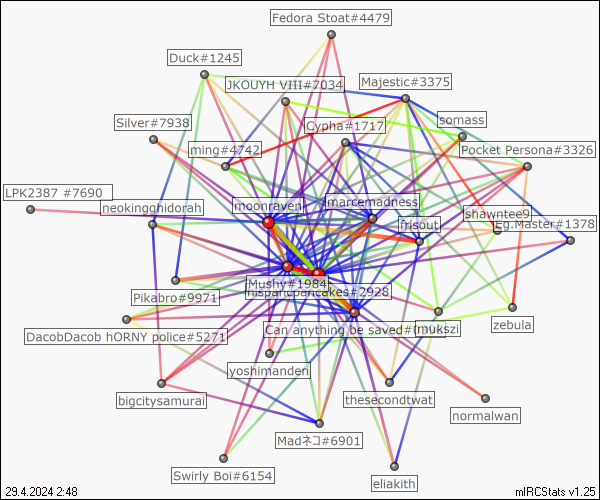 Fedora Stoat#4479
Duck#1245
JKOUYH VIII#7034
Majestic#3375
Silver#7938
Cypha#1717
somass
ming#4742
Pocket Persona#3326
LPK2387 #7690
neokingghidorah
moonraven
marcemadness
frisout
shawntee9
Eg.Master#1378
Mushy#1984
hispanicpancakes#2928
Pikabro#9971
DacobDacob hORNY police#5271
Can anything be saved#0
mukszi
zebula
yoshimanden
bigcitysamurai
thesecondtwat
normalwan
Madネコ#6901
Swirly Boi#6154
eliakith
29.4.2024 2:48
mIRCStats v1.25